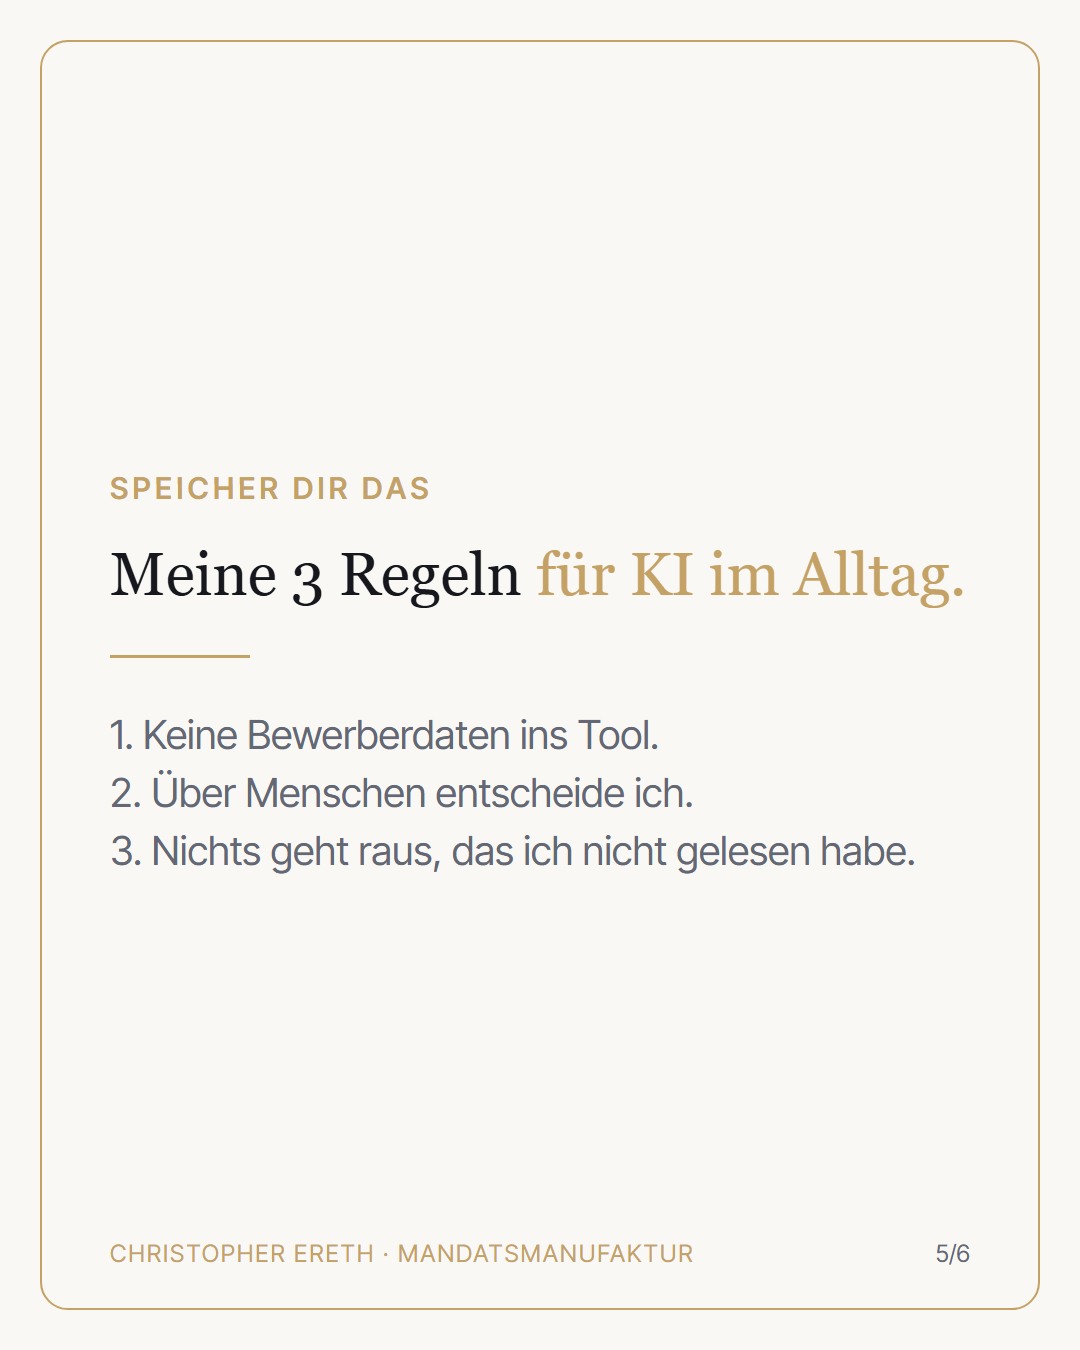 SPEICHER DIR DAS
Meine 3 Regeln für KI im Alltag.
1. Keine Bewerberdaten ins Tool.
2. Über Menschen entscheide ich.
3. Nichts geht raus, das ich nicht gelesen habe.
CHRISTOPHER ERETH · MANDATSMANUFAKTUR
5/6